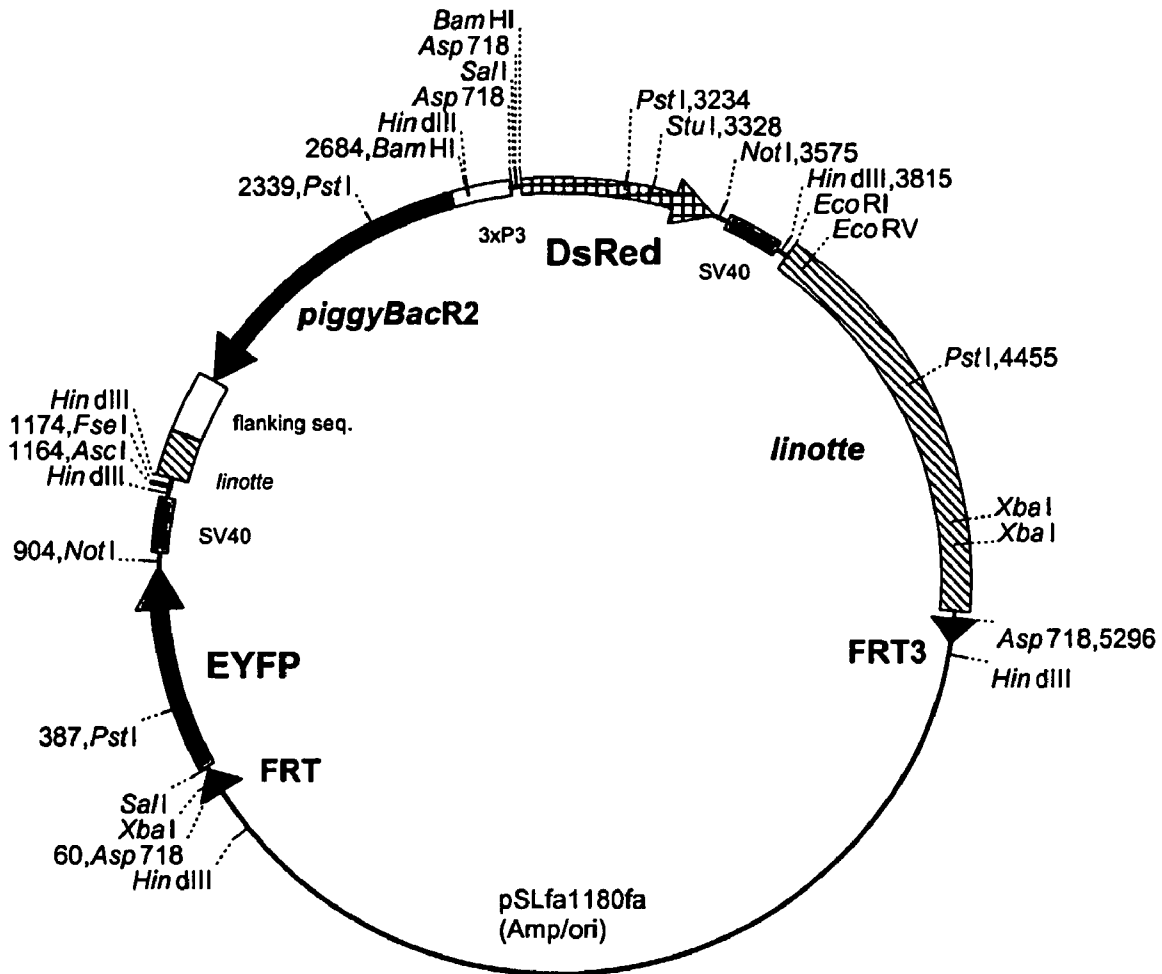 BamHI
Asp718
SalI
Asp718
HindIII
2684,BamHI
2339,PstI
PstI,3234
StuI,3328
NotI,3575
HindIII,3815
EcoRI
EcoRV
3xP3
DsRed
SV40
piggyBacR2
PstI,4455
linotte
XbaI
XbaI
HindIII
1174,FseI
1164,AscI
HindIII
flanking seq.
linotte
SV40
904,NotI
EYFP
FRT3
Asp718,5296
HindIII
387,PstI
FRT
SalI
XbaI
60,Asp718
HindIII
pSLfa1180fa
(Amp/ori)